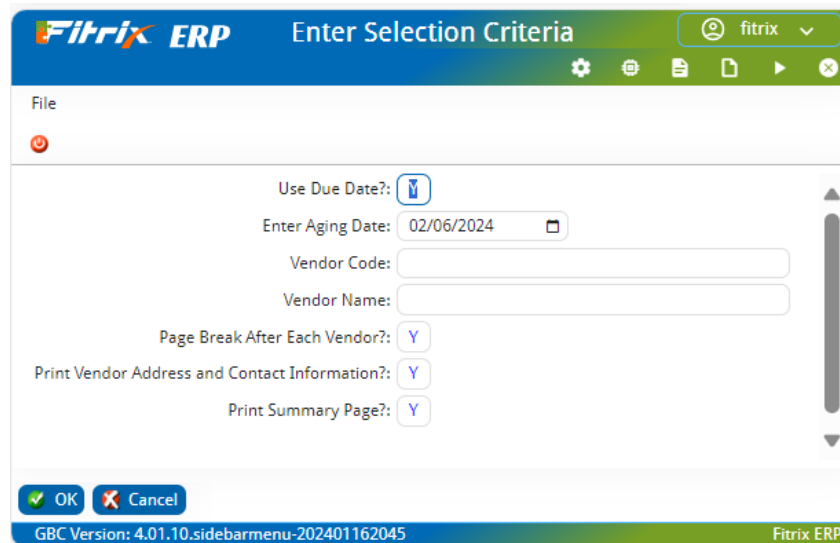 Fitrix ERP Enter Selection Criteria fitrix
File
Use Due Date?: Y
Enter Aging Date: 02/06/2024
Vendor Code:
Vendor Name:
Page Break After Each Vendor?: Y
Print Vendor Address and Contact Information?: Y
Print Summary Page?: Y
OK Cancel
GBC Version: 4.01.10.sidebarmenu-202401162045 Fitrix ERP